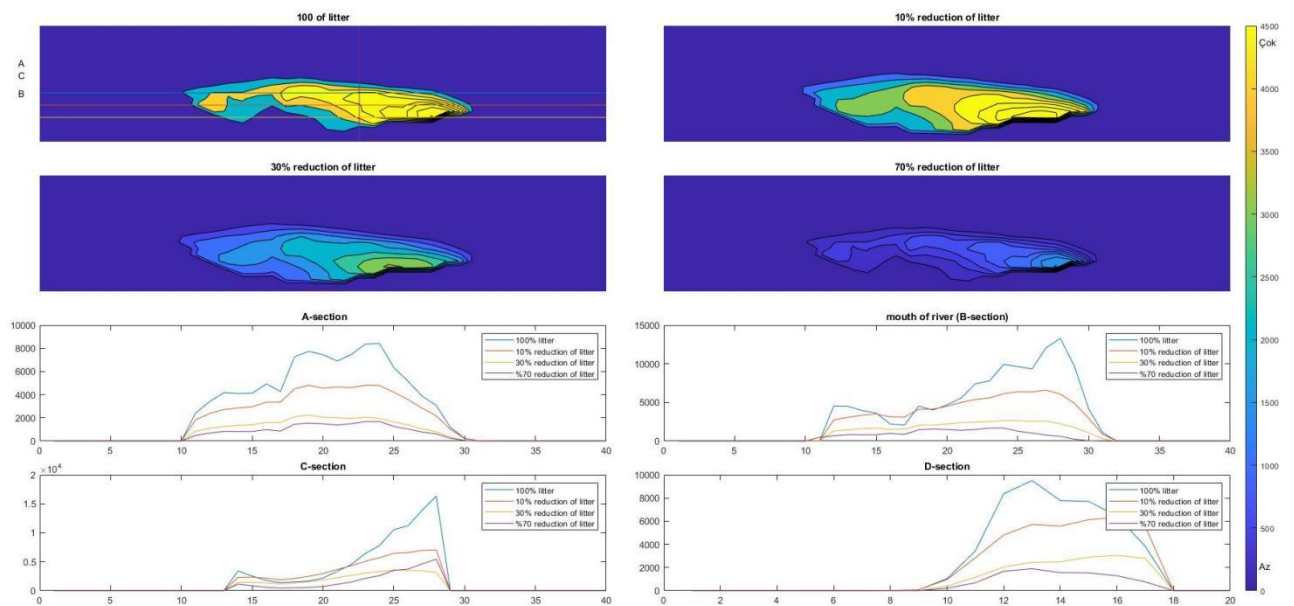 100 of litter
10% reduction of litter
A
C
B
4500
Çok
4000
3500
3000
2500
2000
1500
1000
500
Az
0
30% reduction of litter
70% reduction of litter
A-section
10000
8000
6000
4000
2000
0
0 5 10 15 20 25 30 35 40
100% litter
10% reduction of litter
30% reduction of litter
%70 reduction of litter
mouth of river (B-section)
15000
10000
5000
0
0 5 10 15 20 25 30 35 40
100% litter
10% reduction of litter
30% reduction of litter
%70 reduction of litter
C-section
×10⁴
2
1.5
1
0.5
0
0 5 10 15 20 25 30 35 40
100% litter
10% reduction of litter
30% reduction of litter
%70 reduction of litter
D-section
10000
8000
6000
4000
2000
0
0 2 4 6 8 10 12 14 16 18 20
100% litter
10% reduction of litter
30% reduction of litter
%70 reduction of litter